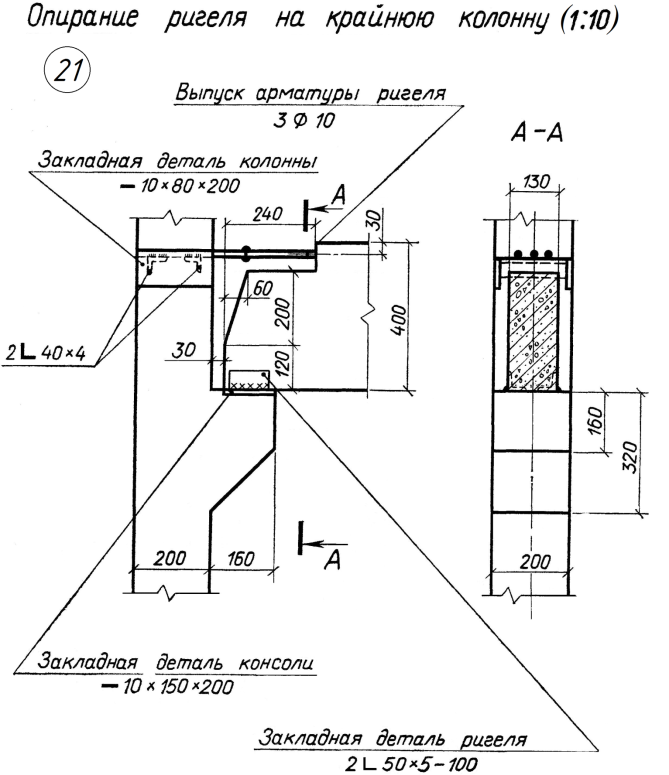 Опирание ригеля на крайнюю колонну (1:10)
21
Выпуск арматуры ригеля
3 Ф 10
А-А
Закладная деталь колонны
— 10×80×200
А
240
30
130
60
200
400
2 L 40×4
30
120
160
320
200
160
А
200
Закладная деталь консоли
— 10×150×200
Закладная деталь ригеля
2 L 50×5-100